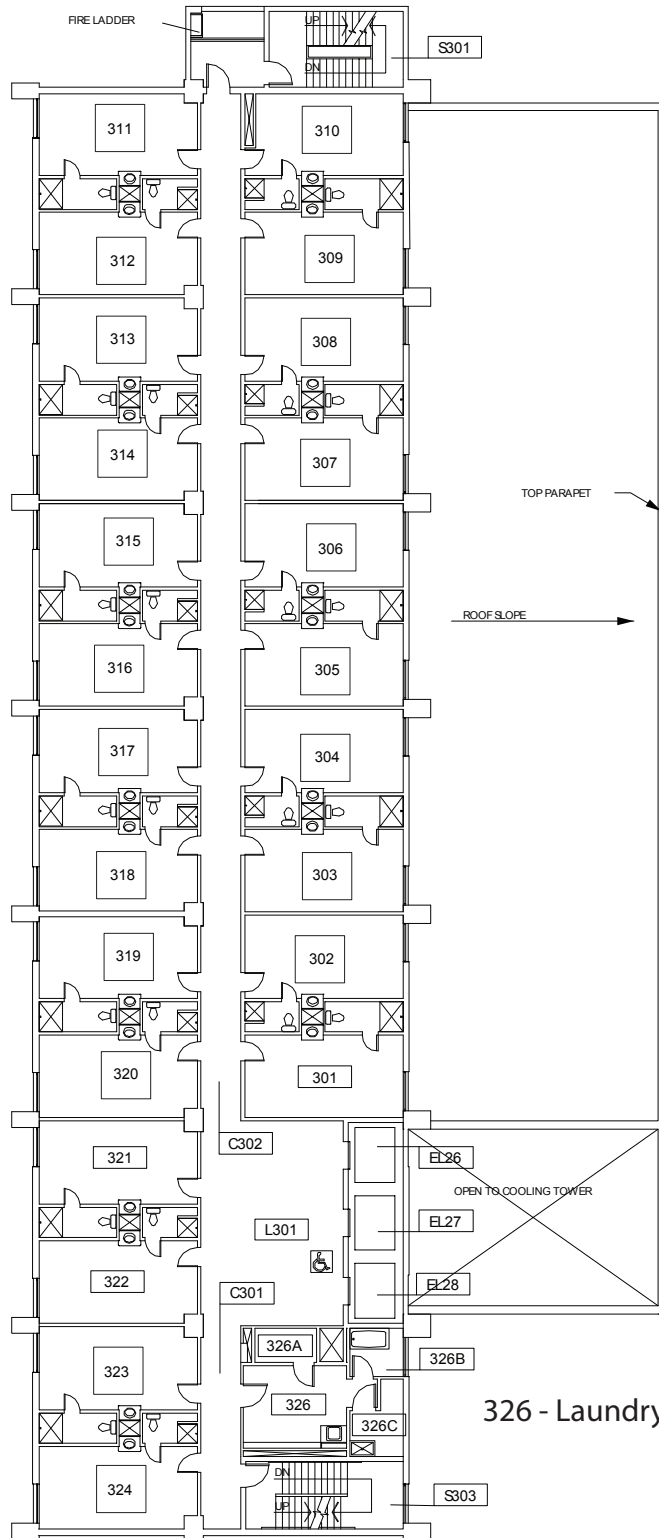 FIRE LADDER
UP
S301
DN
311
310
312
309
313
308
314
307
TOP PARAPET
315
306
ROOF SLOPE
316
305
317
304
318
303
319
302
320
301
C302
321
EL26
OPEN TO COOLING TOWER
L301
EL27
322
C301
EL28
326A
326B
323
326
326C
326 - Laundry
DN
324
S303
UP